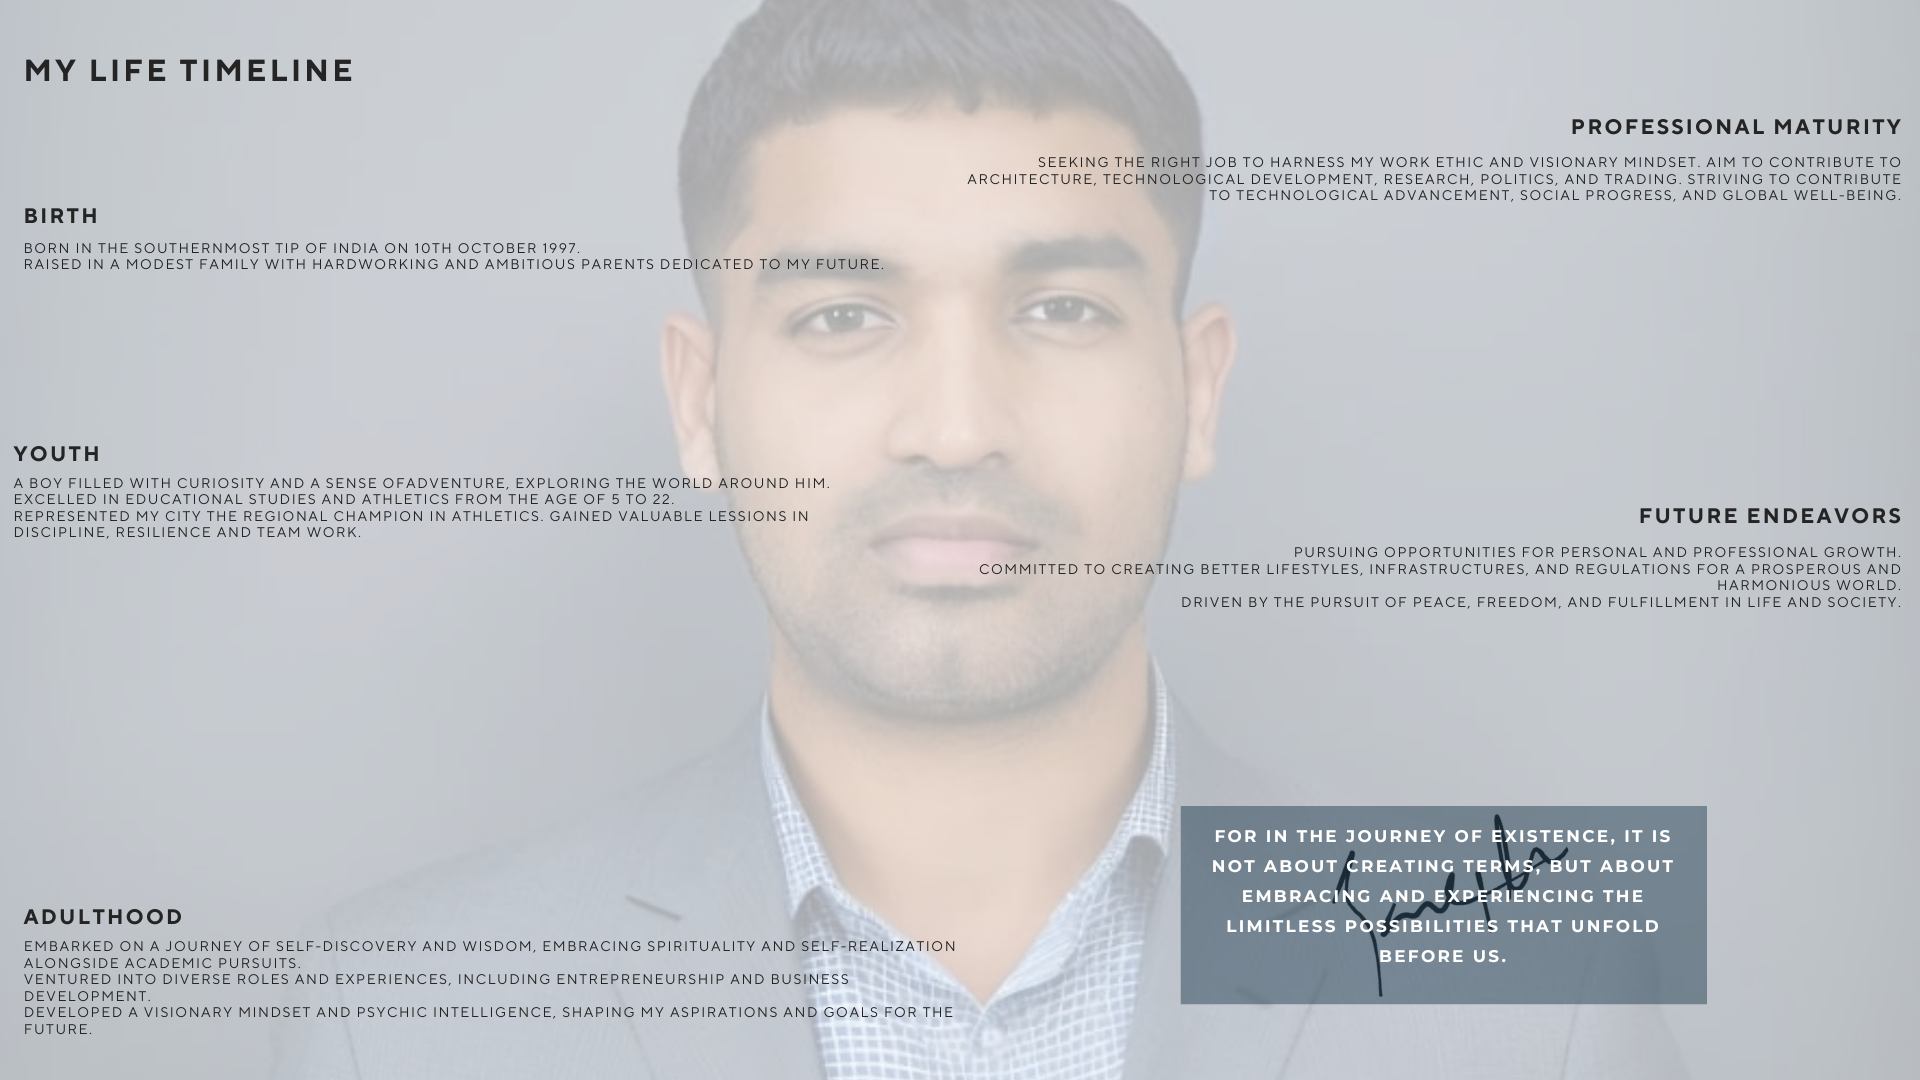 MY LIFE TIMELINE
BIRTH
BORN IN THE SOUTHERNMOST TIP OF INDIA ON 10TH OCTOBER 1997.
RAISED IN A MODEST FAMILY WITH HARDWORKING AND AMBITIOUS PARENTS DEDICATED TO MY FUTURE.
YOUTH
A BOY FILLED WITH CURIOSITY AND A SENSE OFADVENTURE, EXPLORING THE WORLD AROUND HIM.
EXCELLED IN EDUCATIONAL STUDIES AND ATHLETICS FROM THE AGE OF 5 TO 22.
REPRESENTED MY CITY THE REGIONAL CHAMPION IN ATHLETICS. GAINED VALUABLE LESSIONS IN
DISCIPLINE, RESILIENCE AND TEAM WORK.
ADULTHOOD
EMBARKED ON A JOURNEY OF SELF-DISCOVERY AND WISDOM, EMBRACING SPIRITUALITY AND SELF-REALIZATION
ALONGSIDE ACADEMIC PURSUITS.
VENTURED INTO DIVERSE ROLES AND EXPERIENCES, INCLUDING ENTREPRENEURSHIP AND BUSINESS
DEVELOPMENT.
DEVELOPED A VISIONARY MINDSET AND PSYCHIC INTELLIGENCE, SHAPING MY ASPIRATIONS AND GOALS FOR THE
FUTURE.
PROFESSIONAL MATURITY
SEEKING THE RIGHT JOB TO HARNESS MY WORK ETHIC AND VISIONARY MINDSET. AIM TO CONTRIBUTE TO
ARCHITECTURE, TECHNOLOGICAL DEVELOPMENT, RESEARCH, POLITICS, AND TRADING. STRIVING TO CONTRIBUTE
TO TECHNOLOGICAL ADVANCEMENT, SOCIAL PROGRESS, AND GLOBAL WELL-BEING.
FUTURE ENDEAVORS
PURSUING OPPORTUNITIES FOR PERSONAL AND PROFESSIONAL GROWTH.
COMMITTED TO CREATING BETTER LIFESTYLES, INFRASTRUCTURES, AND REGULATIONS FOR A PROSPEROUS AND
HARMONIOUS WORLD.
DRIVEN BY THE PURSUIT OF PEACE, FREEDOM, AND FULFILLMENT IN LIFE AND SOCIETY.
FOR IN THE JOURNEY OF EXISTENCE, IT IS
NOT ABOUT CREATING TERMS, BUT ABOUT
EMBRACING AND EXPERIENCING THE
LIMITLESS POSSIBILITIES THAT UNFOLD
BEFORE US.